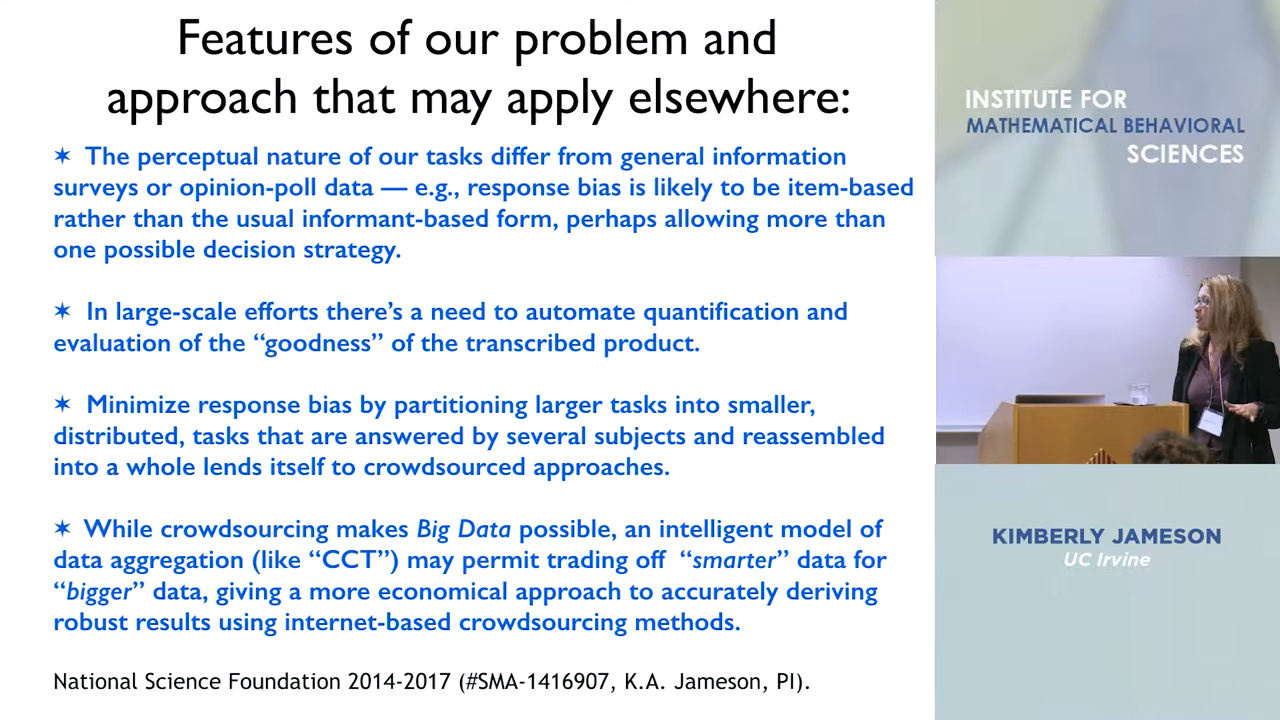 Features of our problem and
approach that may apply elsewhere:
✶ The perceptual nature of our tasks differ from general information
surveys or opinion-poll data — e.g., response bias is likely to be item-based
rather than the usual informant-based form, perhaps allowing more than
one possible decision strategy.
✶ In large-scale efforts there’s a need to automate quantification and
evaluation of the “goodness” of the transcribed product.
✶ Minimize response bias by partitioning larger tasks into smaller,
distributed, tasks that are answered by several subjects and reassembled
into a whole lends itself to crowdsourced approaches.
✶ While crowdsourcing makes Big Data possible, an intelligent model of
data aggregation (like “CCT”) may permit trading off “smarter” data for
“bigger” data, giving a more economical approach to accurately deriving
robust results using internet-based crowdsourcing methods.
National Science Foundation 2014-2017 (#SMA-1416907, K.A. Jameson, PI).
INSTITUTE FOR
MATHEMATICAL BEHAVIORAL
SCIENCES
KIMBERLY JAMESON
UC Irvine